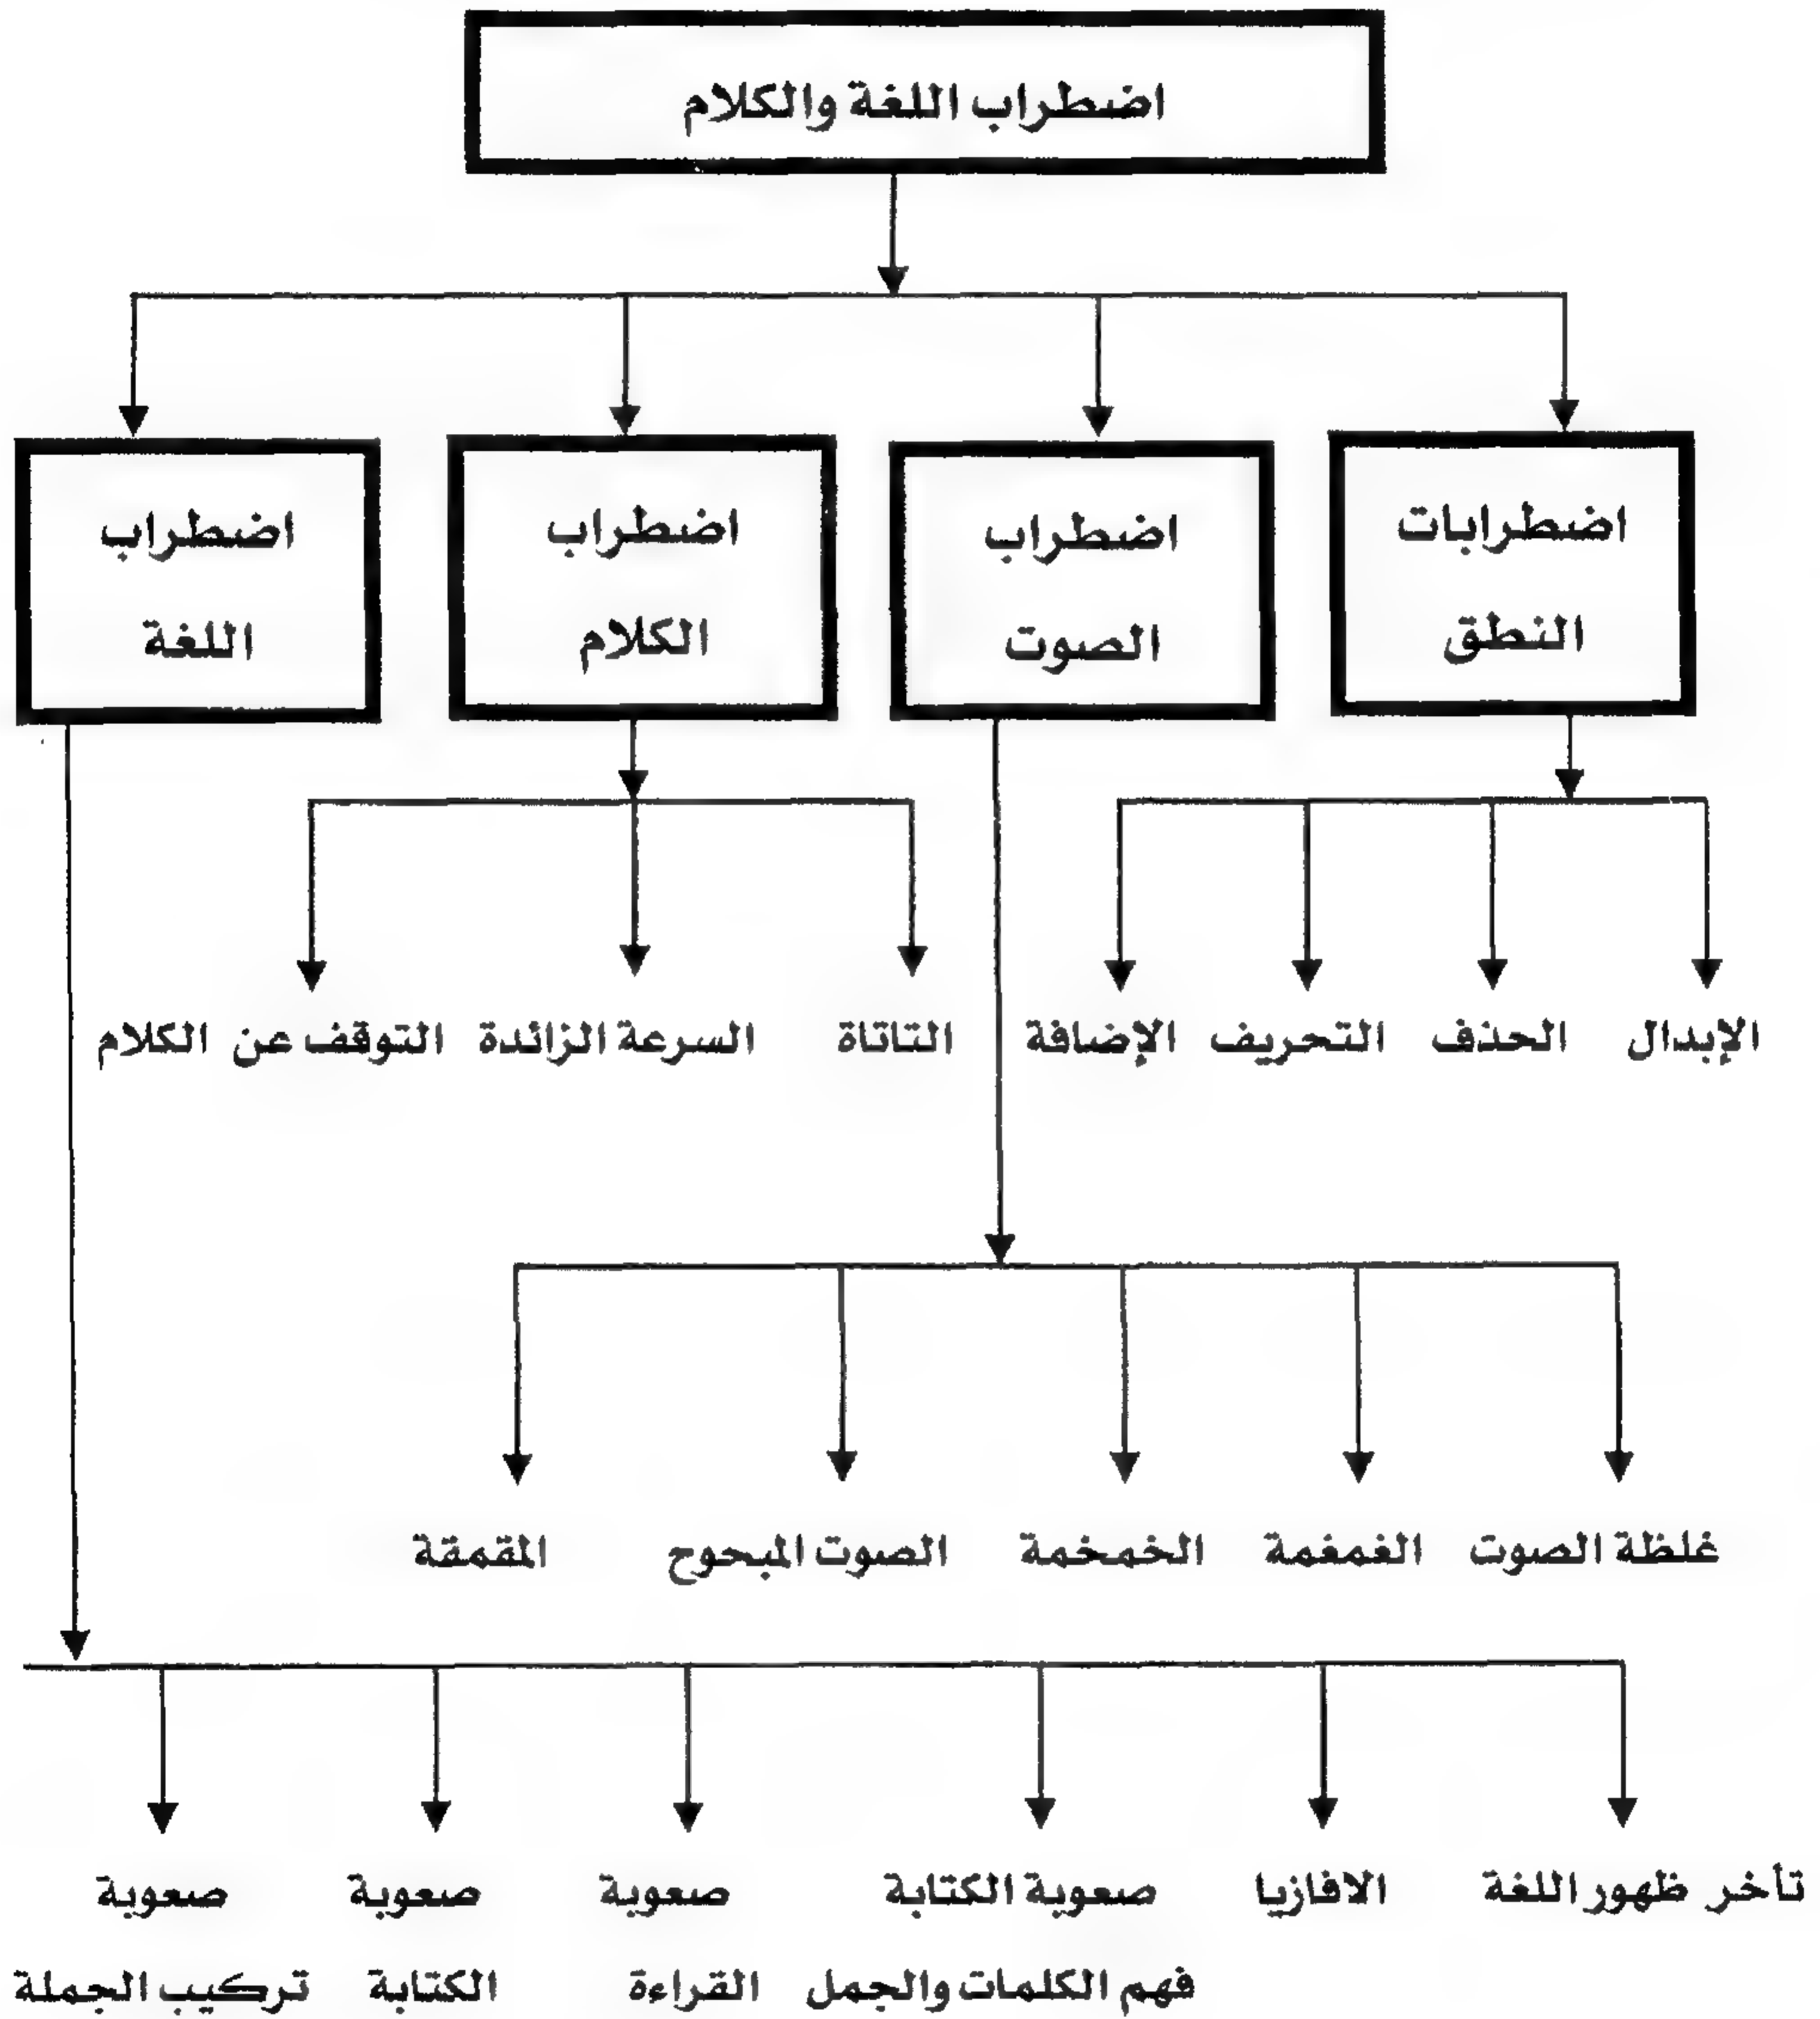 اضطراب اللغة والكلام
اضطرابات
النطق
اضطراب
الصوت
اضطراب
الكلام
اضطراب
اللغة
الإبدال
الحذف
التحريف
الإضافة
التاتاة
السرعة الزائدة
التوقف عن الكلام
غلظة الصوت
الغمغمة
الخمخمة
الصوت المبحوح
المقمقة
تأخر ظهور اللغة
الافازيا
صعوبة الكتابة
فهم الكلمات والجمل
صعوبة
القراءة
صعوبة
الكتابة
صعوبة
تركيب الجملة